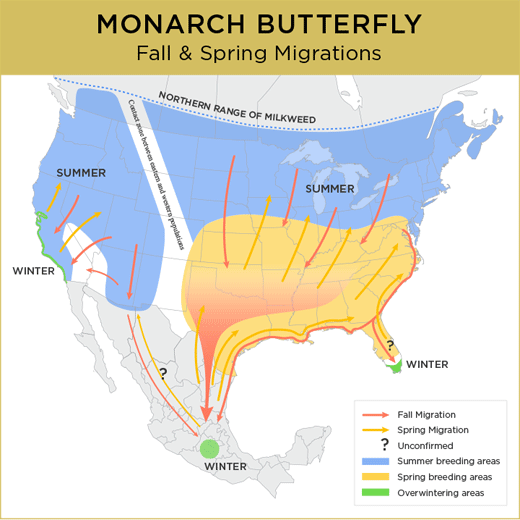 MONARCH BUTTERFLY
Fall & Spring Migrations
NORTHERN RANGE OF MILKWEED
Contact zone between eastern and western populations
SUMMER
SUMMER
WINTER
?
WINTER
?
WINTER
Fall Migration
Spring Migration
? Unconfirmed
Summer breeding areas
Spring breeding areas
Overwintering areas